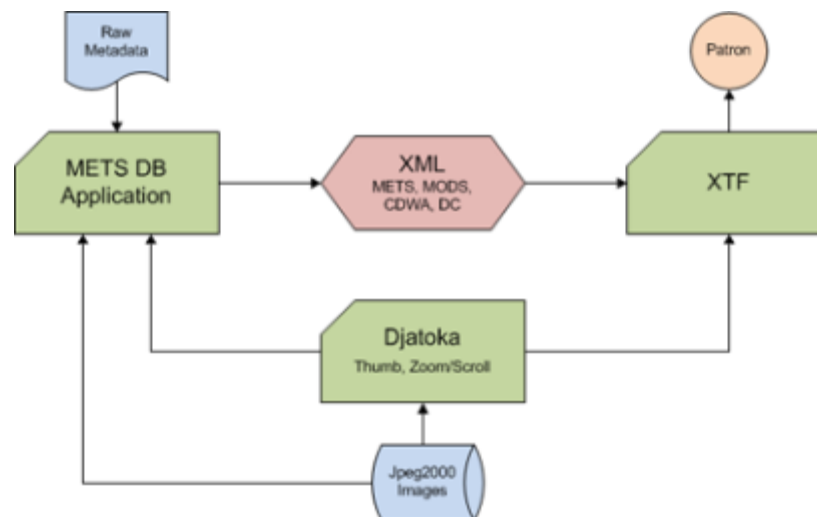 Raw
Metadata
Patron
METS DB
Application
XML
METS, MODS,
CDWA, DC
XTF
Djatoka
Thumb, Zoom/Scroll
Jpeg2000
Images